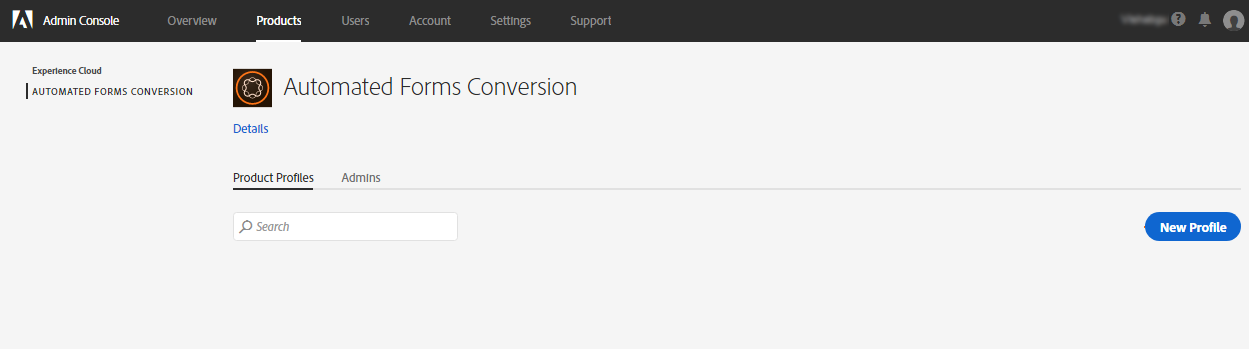 Admin Console Overview Products Users Account Settings Support ?
Experience Cloud
AUTOMATED FORMS CONVERSION
Automated Forms Conversion
Details
Product Profiles Admins
Search
New Profile